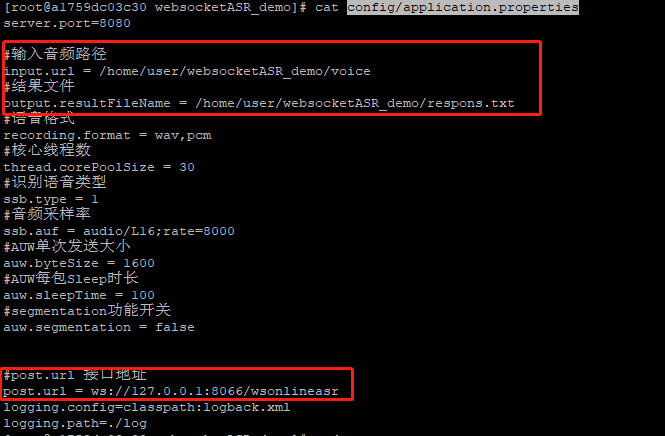 [root@a1759dc03c30 websocketASR_demo]# cat config/application.properties
server.port=8080
#输入音频路径
input.url = /home/user/websocketASR_demo/voice
#结果文件
output.resultFileName = /home/user/websocketASR_demo/respons.txt
#语音格式
recording.format = wav,pcm
#核心线程数
thread.corePoolSize = 30
#识别语音类型
ssb.type = 1
#音频采样率
ssb.auf = audio/L16;rate=8000
#AUW单次发送大小
auw.byteSize = 1600
#AUW每包Sleep时长
auw.sleepTime = 100
#segmentation功能开关
auw.segmentation = false
#post.url 接口地址
post.url = ws://127.0.0.1:8066/wsonlineasr
logging.config=classpath:logback.xml
logging.path=./log